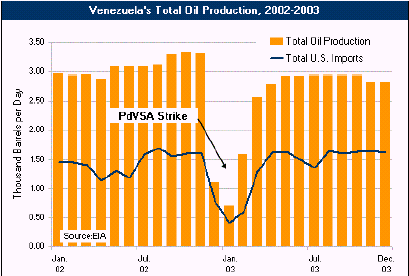 Venezuela's Total Oil Production, 2002-2003
Total Oil Production
Total U.S. Imports
Thousand Barrels per Day
3.50
3.00
2.50
2.00
1.50
1.00
0.50
0.00
PdVSA Strike
Source:EIA
Jan. Jul. Jan. Jul. Dec.
02 02 03 03 03